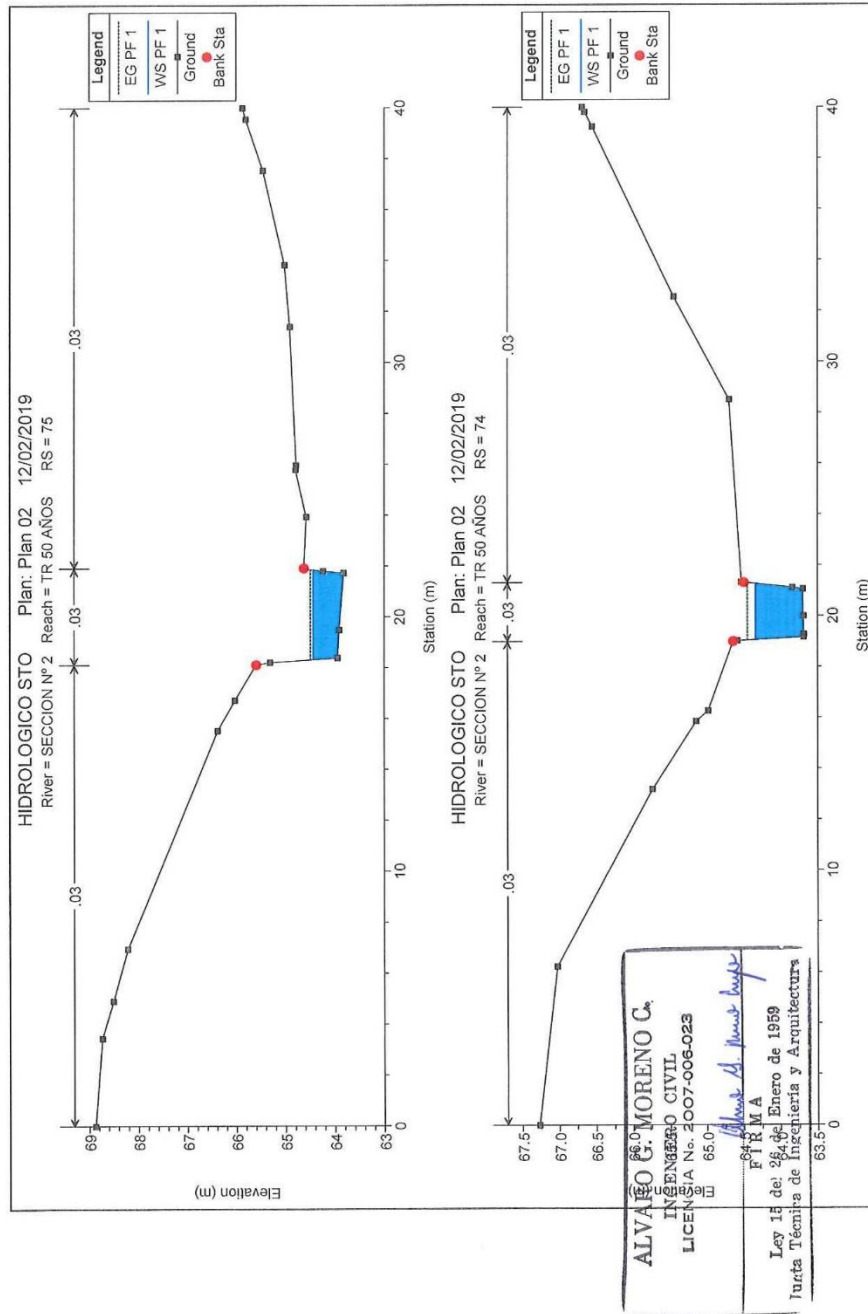 HIDROLOGICO STO Plan: Plan 02 12/02/2019
River = SECCION Nº 2 Reach = TR 50 AÑOS RS = 75
.03
.03
.03
Legend
EG PF 1
WS PF 1
Ground
Bank Sta
69
68
67
66
65
64
63
Elevation (m)
0
10
20
30
40
Station (m)
HIDROLOGICO STO Plan: Plan 02 12/02/2019
River = SECCION Nº 2 Reach = TR 50 AÑOS RS = 74
.03
.03
.03
Legend
EG PF 1
WS PF 1
Ground
Bank Sta
67.5
67.0
66.5
66.0
65.5
65.0
64.5
64.0
63.5
0
10
20
30
40
Station (m)
ALVARO G. MORENO C.
INGENIERO CIVIL
LICENCIA No. 2007-006-023
FIRMA
Ley 15 del 26 de Enero de 1959
Junta Técnica de Ingeniería y Arquitectura